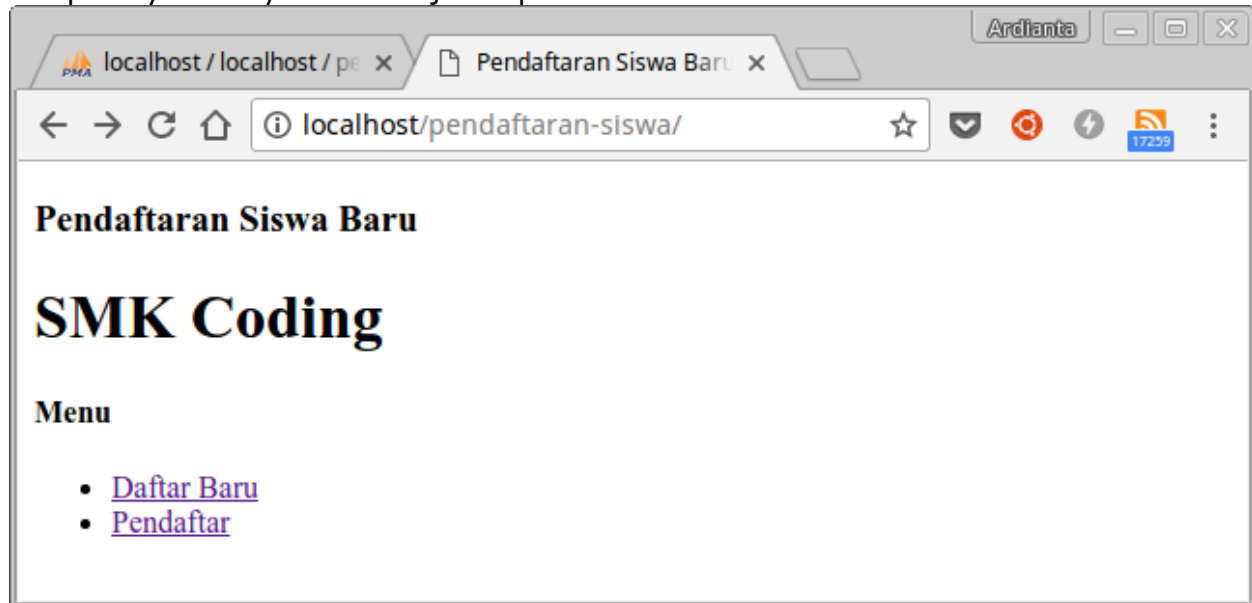 Ardianta
PMA localhost / localhost / pe
Pendaftaran Siswa Baru
localhost/pendaftaran-siswa/
17259
Pendaftaran Siswa Baru
SMK Coding
Menu
Daftar Baru
Pendaftar